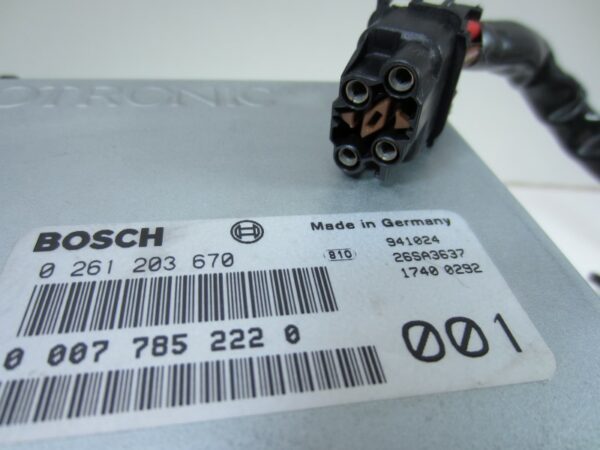 OTRONIC
BOSCH
Made in Germany
0 261 203 670
810
941024
26SA3637
1740 0292
0 007 785 222 0
001